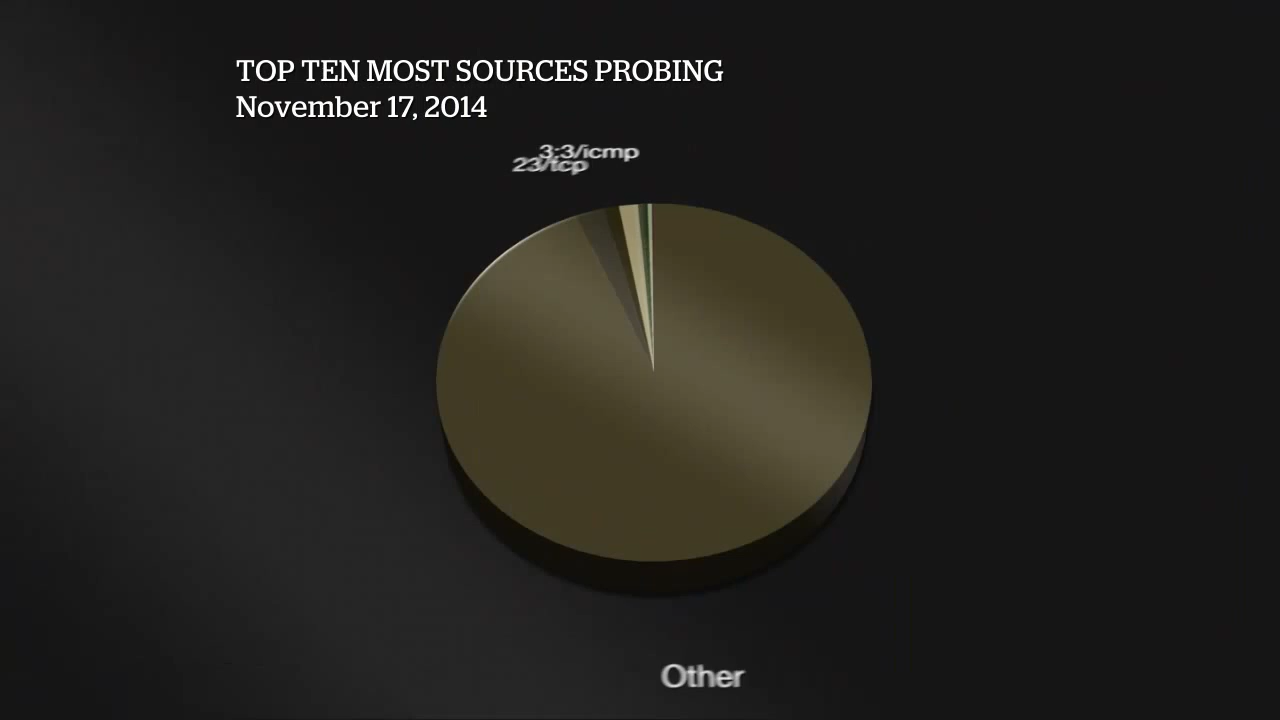 TOP TEN MOST SOURCES PROBING
November 17, 2014
3:3/icmp
23/tcp
Other